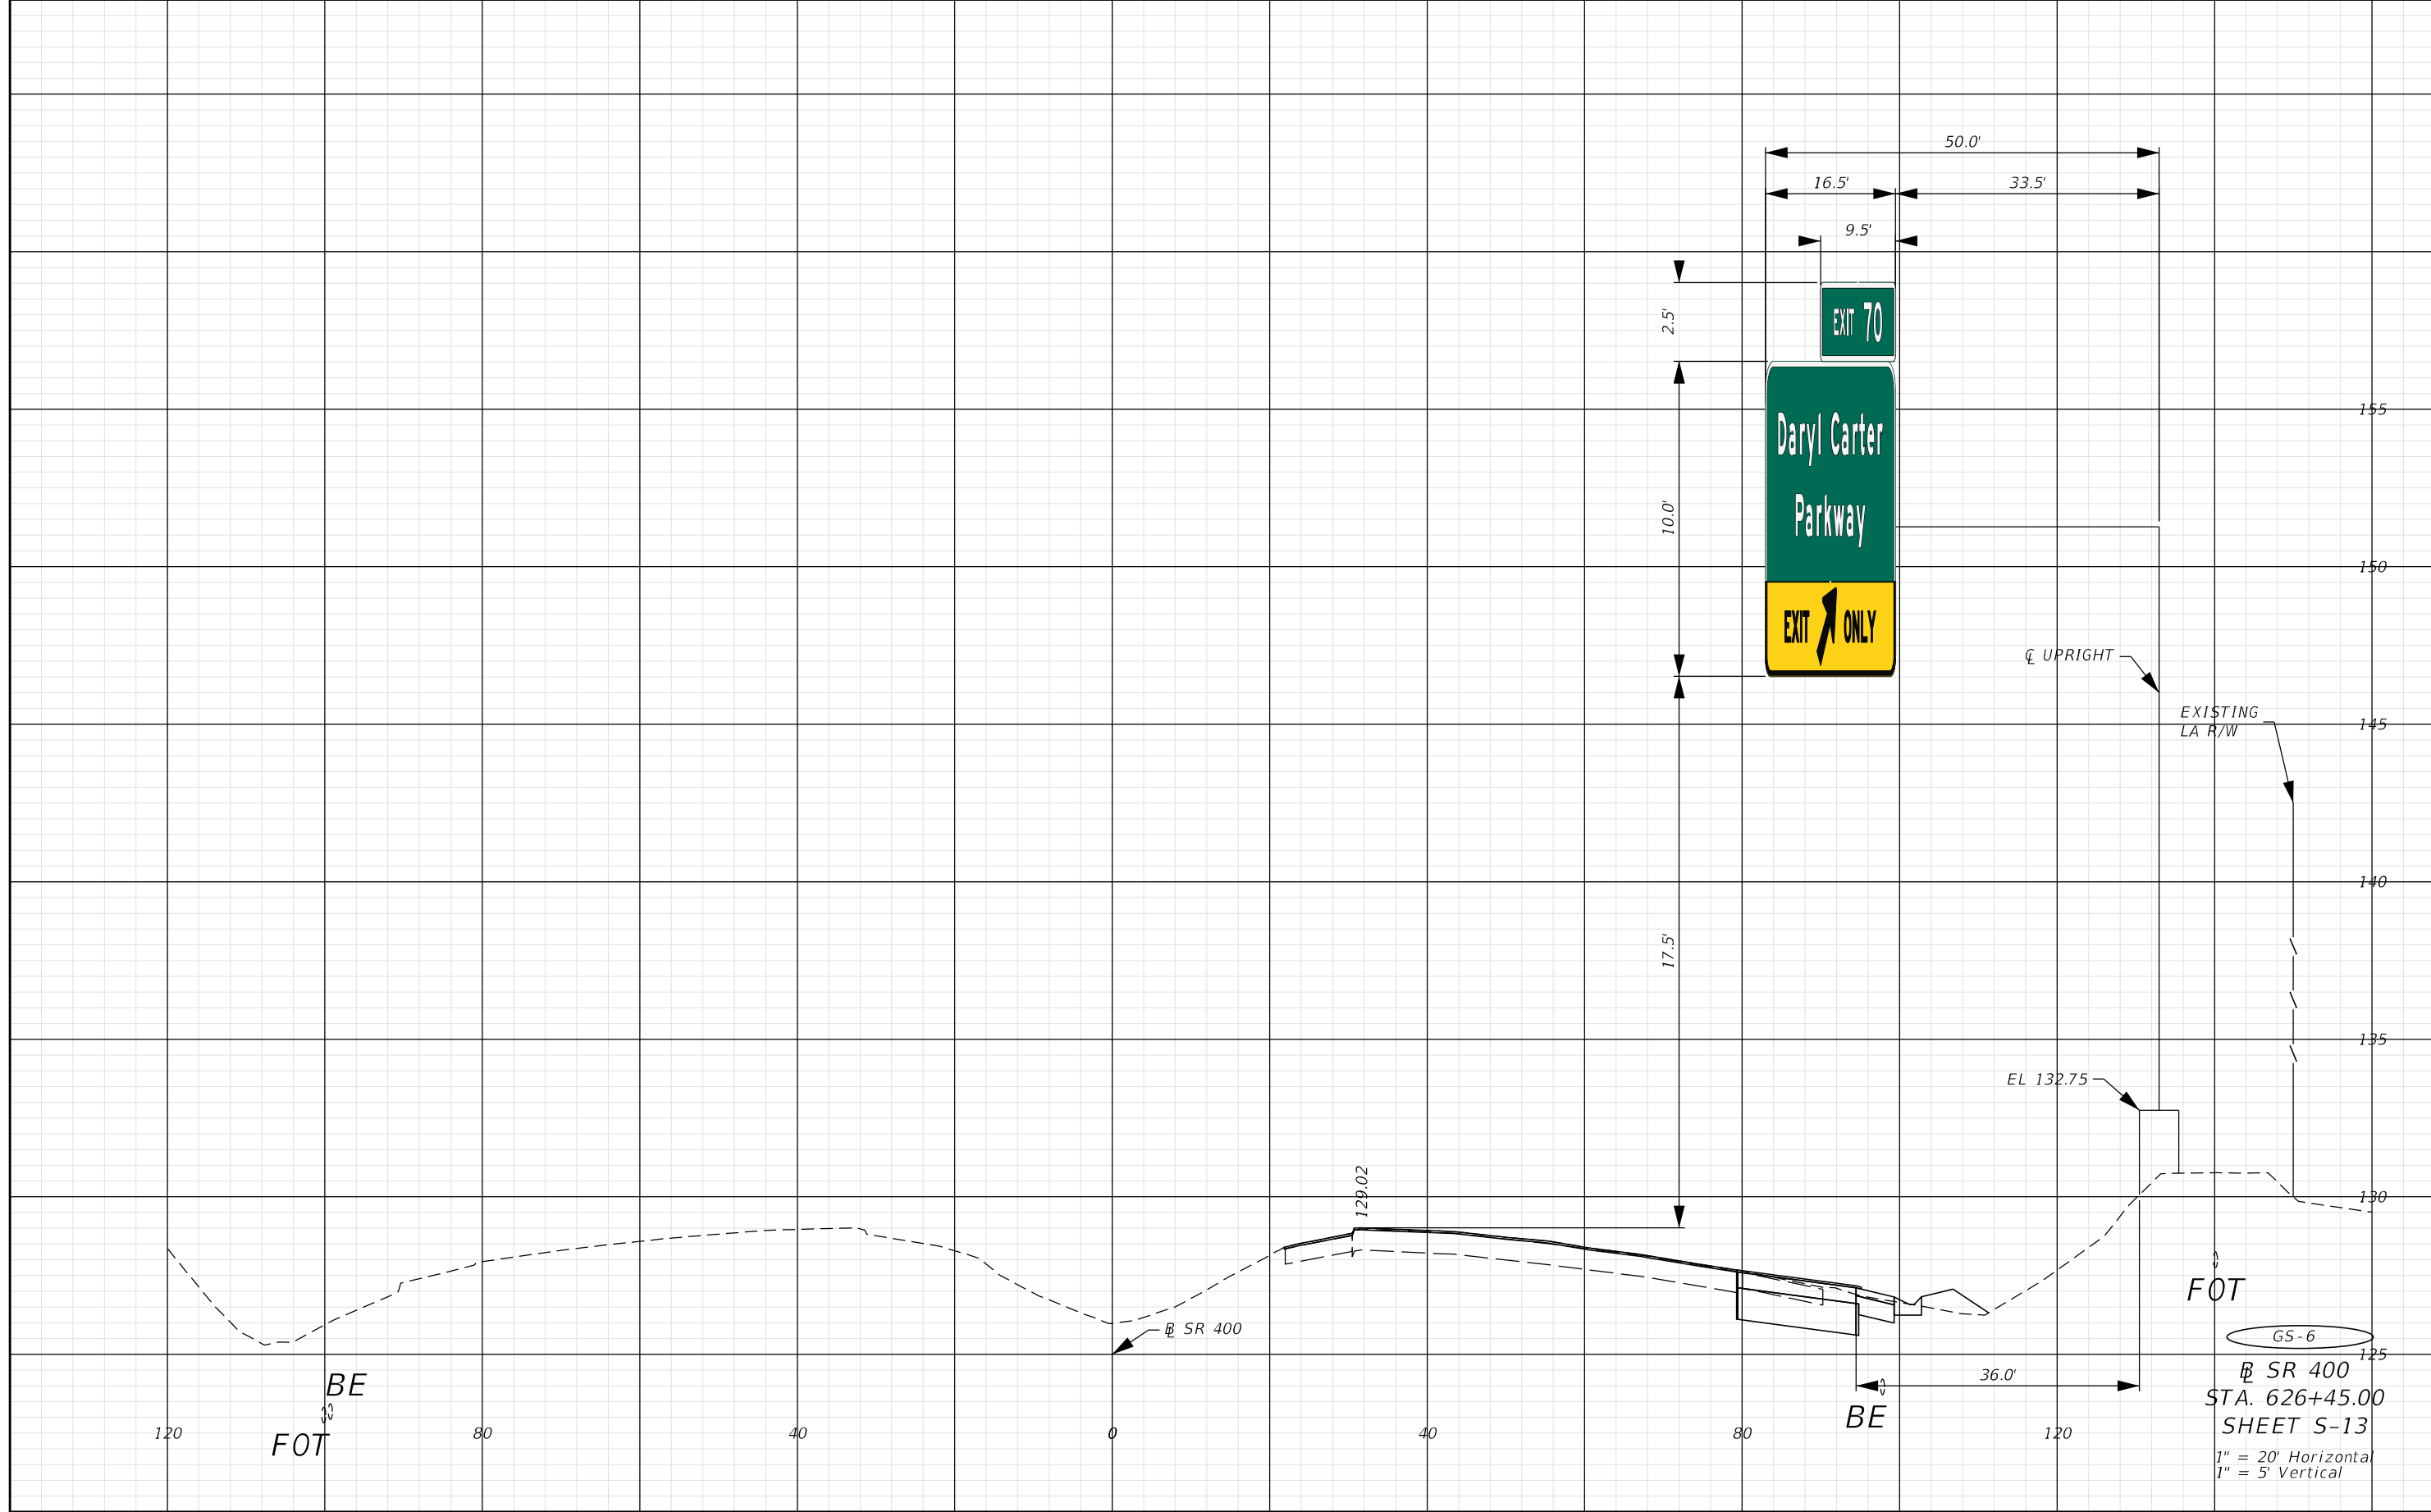 50.0'
16.5'
33.5'
9.5'
2.5'
EXIT 70
155
Daryl Carter
Parkway
10.0'
150
EXIT ONLY
℄ UPRIGHT
EXISTING
LA R/W
145
140
17.5'
135
EL 132.75
129.02
130
FOT
BL SR 400
GS-6
125
BL SR 400
STA. 626+45.00
SHEET S-13
1" = 20' Horizontal
1" = 5' Vertical
36.0'
BE
BE
FOT
120
80
40
0
40
80
120